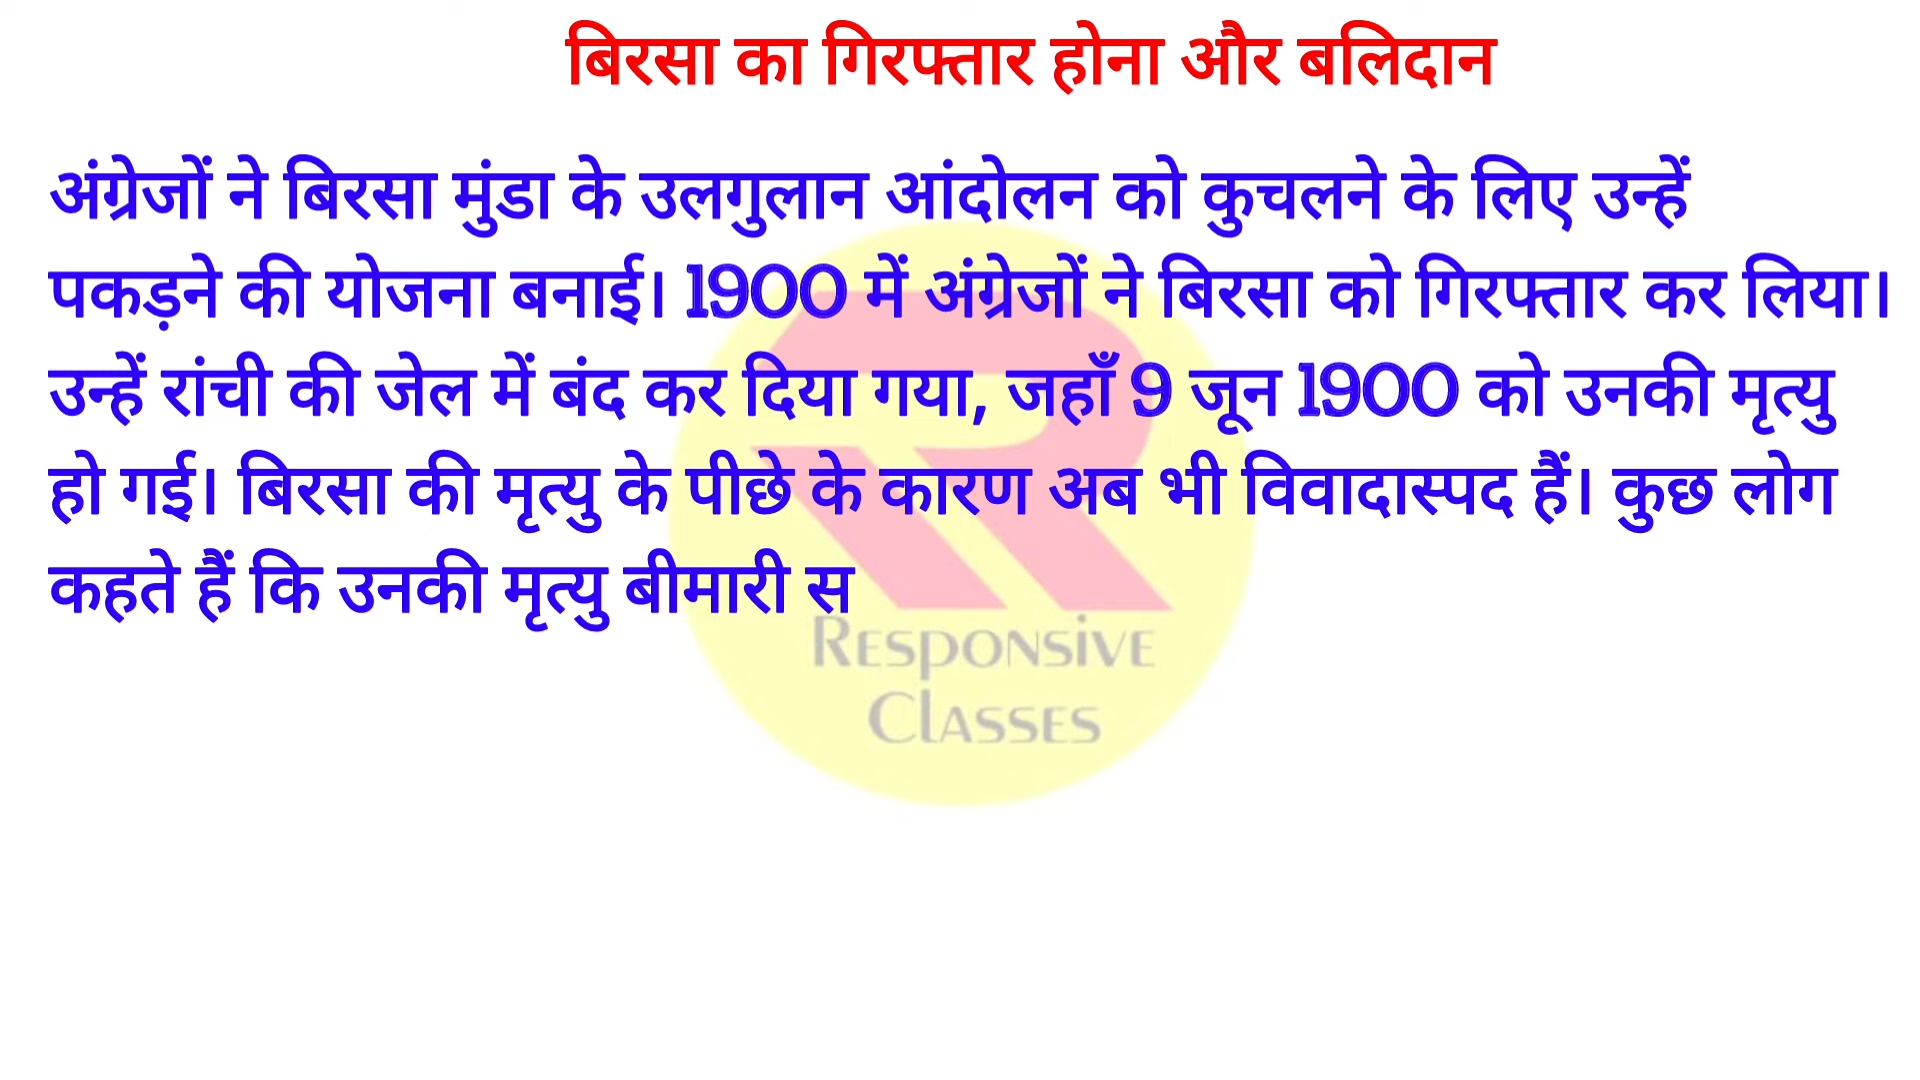 बिरसा का गिरफ्तार होना और बलिदान
अंग्रेजों ने बिरसा मुंडा के उलगुलान आंदोलन को कुचलने के लिए उन्हें
पकड़ने की योजना बनाई। 1900 में अंग्रेजों ने बिरसा को गिरफ्तार कर लिया।
उन्हें रांची की जेल में बंद कर दिया गया, जहाँ 9 जून 1900 को उनकी मृत्यु
हो गई। बिरसा की मृत्यु के पीछे के कारण अब भी विवादास्पद हैं। कुछ लोग
कहते हैं कि उनकी मृत्यु बीमारी स
Responsive
Classes